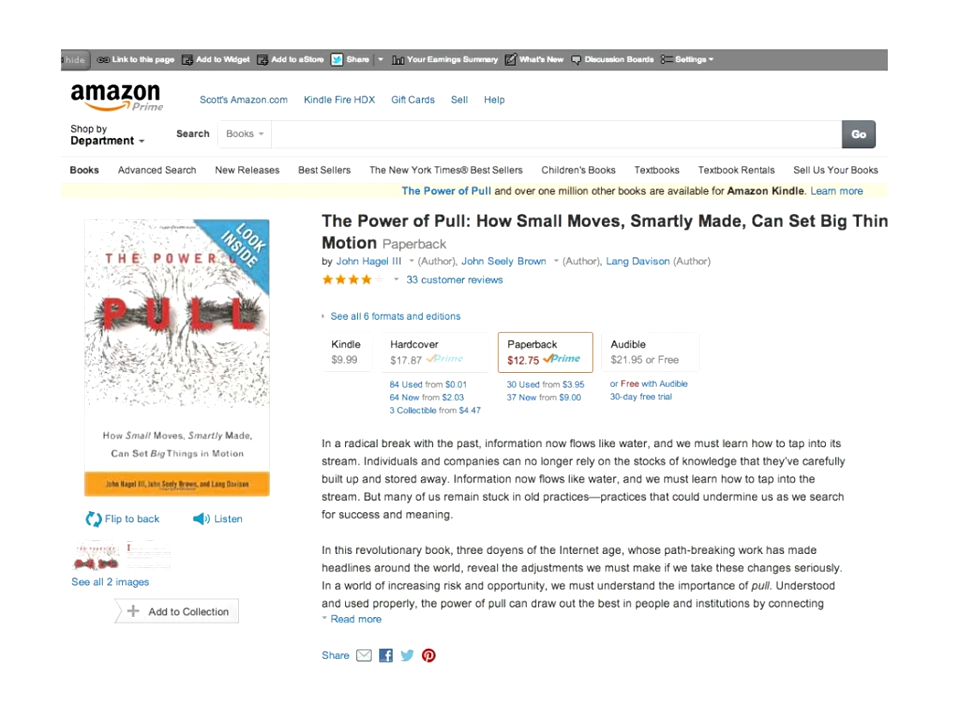 hide Link to this page Add to Widget Add to aStore Share Your Earnings Summary What's New Discussion Boards Settings
amazon
Prime
Scott's Amazon.com Kindle Fire HDX Gift Cards Sell Help
Shop by
Department
Search Books Go
Books Advanced Search New Releases Best Sellers The New York Times® Best Sellers Children's Books Textbooks Textbook Rentals Sell Us Your Books
The Power of Pull and over one million other books are available for Amazon Kindle. Learn more
LOOK
INSIDE
THE POWER
PULL
How Small Moves, Smartly Made,
Can Set Big Things in Motion
John Hagel III, John Seely Brown, and Lang Davison
Flip to back Listen
See all 2 images
Add to Collection
The Power of Pull: How Small Moves, Smartly Made, Can Set Big Thin
Motion Paperback
by John Hagel III (Author), John Seely Brown (Author), Lang Davison (Author)
33 customer reviews
See all 6 formats and editions
Kindle Hardcover Paperback Audible
$9.99 $17.87 Prime $12.75 Prime $21.95 or Free
84 Used from $0.01 30 Used from $3.95 or Free with Audible
64 New from $2.03 37 New from $9.00 30-day free trial
3 Collectible from $4.47
In a radical break with the past, information now flows like water, and we must learn how to tap into its
stream. Individuals and companies can no longer rely on the stocks of knowledge that they've carefully
built up and stored away. Information now flows like water, and we must learn how to tap into the
stream. But many of us remain stuck in old practices—practices that could undermine us as we search
for success and meaning.
In this revolutionary book, three doyens of the Internet age, whose path-breaking work has made
headlines around the world, reveal the adjustments we must make if we take these changes seriously.
In a world of increasing risk and opportunity, we must understand the importance of pull. Understood
and used properly, the power of pull can draw out the best in people and institutions by connecting
Read more
Share